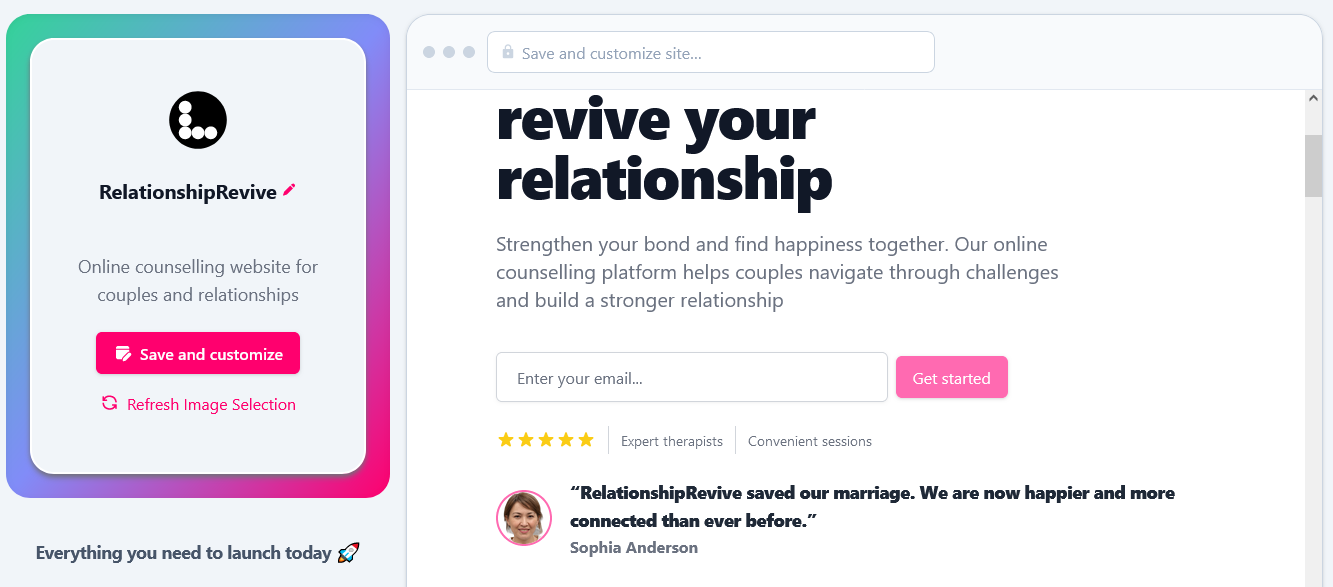 RelationshipRevive
Online counselling website for
couples and relationships
Save and customize
Refresh Image Selection
Everything you need to launch today 🚀
Save and customize site...
revive your
relationship
Strengthen your bond and find happiness together. Our online
counselling platform helps couples navigate through challenges
and build a stronger relationship
Enter your email...
Get started
Expert therapists
Convenient sessions
“RelationshipRevive saved our marriage. We are now happier and more
connected than ever before.”
Sophia Anderson